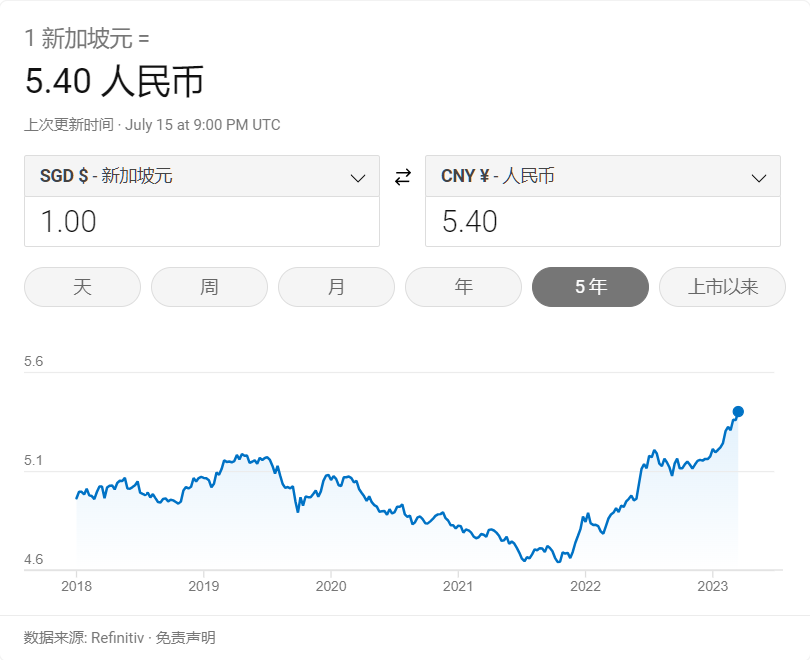 1 新加坡元 =
5.40 人民币
上次更新时间 · July 15 at 9:00 PM UTC
SGD $ - 新加坡元 CNY ¥ - 人民币
1.00 5.40
天 周 月 年 5 年 上市以来
5.6
5.1
4.6
2018 2019 2020 2021 2022 2023
数据来源: Refinitiv · 免责声明